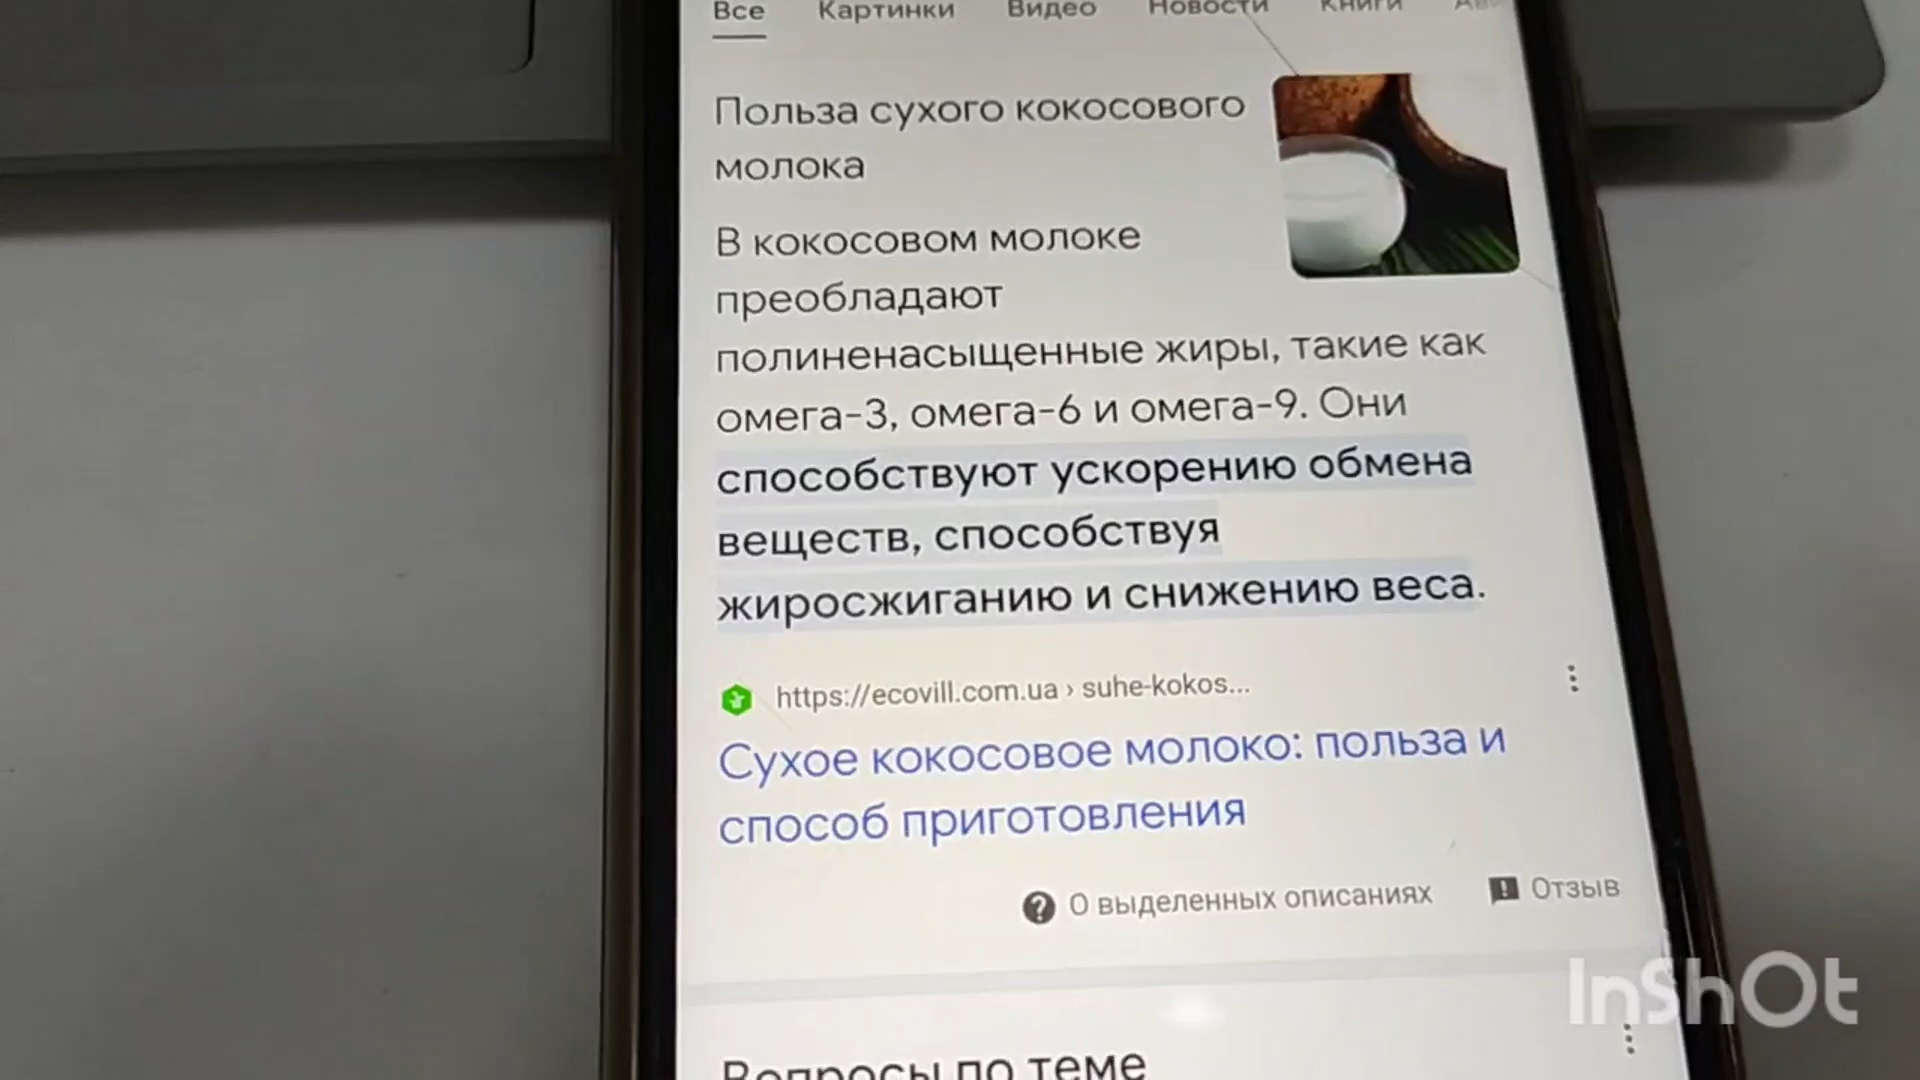 Все Картинки Видео Новости Книги
Польза сухого кокосового
молока
В кокосовом молоке
преобладают
полиненасыщенные жиры, такие как
омега-3, омега-6 и омега-9. Они
способствуют ускорению обмена
веществ, способствуя
жиросжиганию и снижению веса.
https://ecovill.com.ua › suhe-kokos...
Сухое кокосовое молоко: польза и
способ приготовления
О выделенных описаниях Отзыв
InShOt
Вопросы по теме